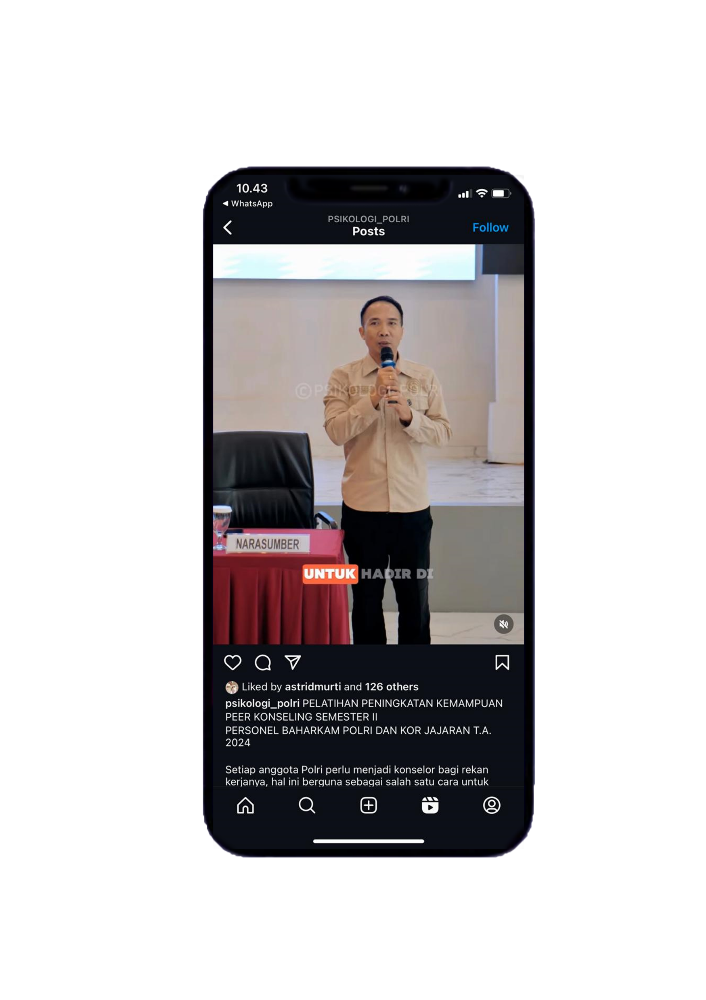 10.43
WhatsApp
PSIKOLOGI_POLRI
Posts
Follow
© PSIKOLOGI_POLRI
NARASUMBER
UNTUK HADIR DI
Liked by astridmurti and 126 others
psikologi_polri PELATIHAN PENINGKATAN KEMAMPUAN
PEER KONSELING SEMESTER II
PERSONEL BAHARKAM POLRI DAN KOR JAJARAN T.A.
2024
Setiap anggota Polri perlu menjadi konselor bagi rekan
kerjanya, hal ini berguna sebagai salah satu cara untuk